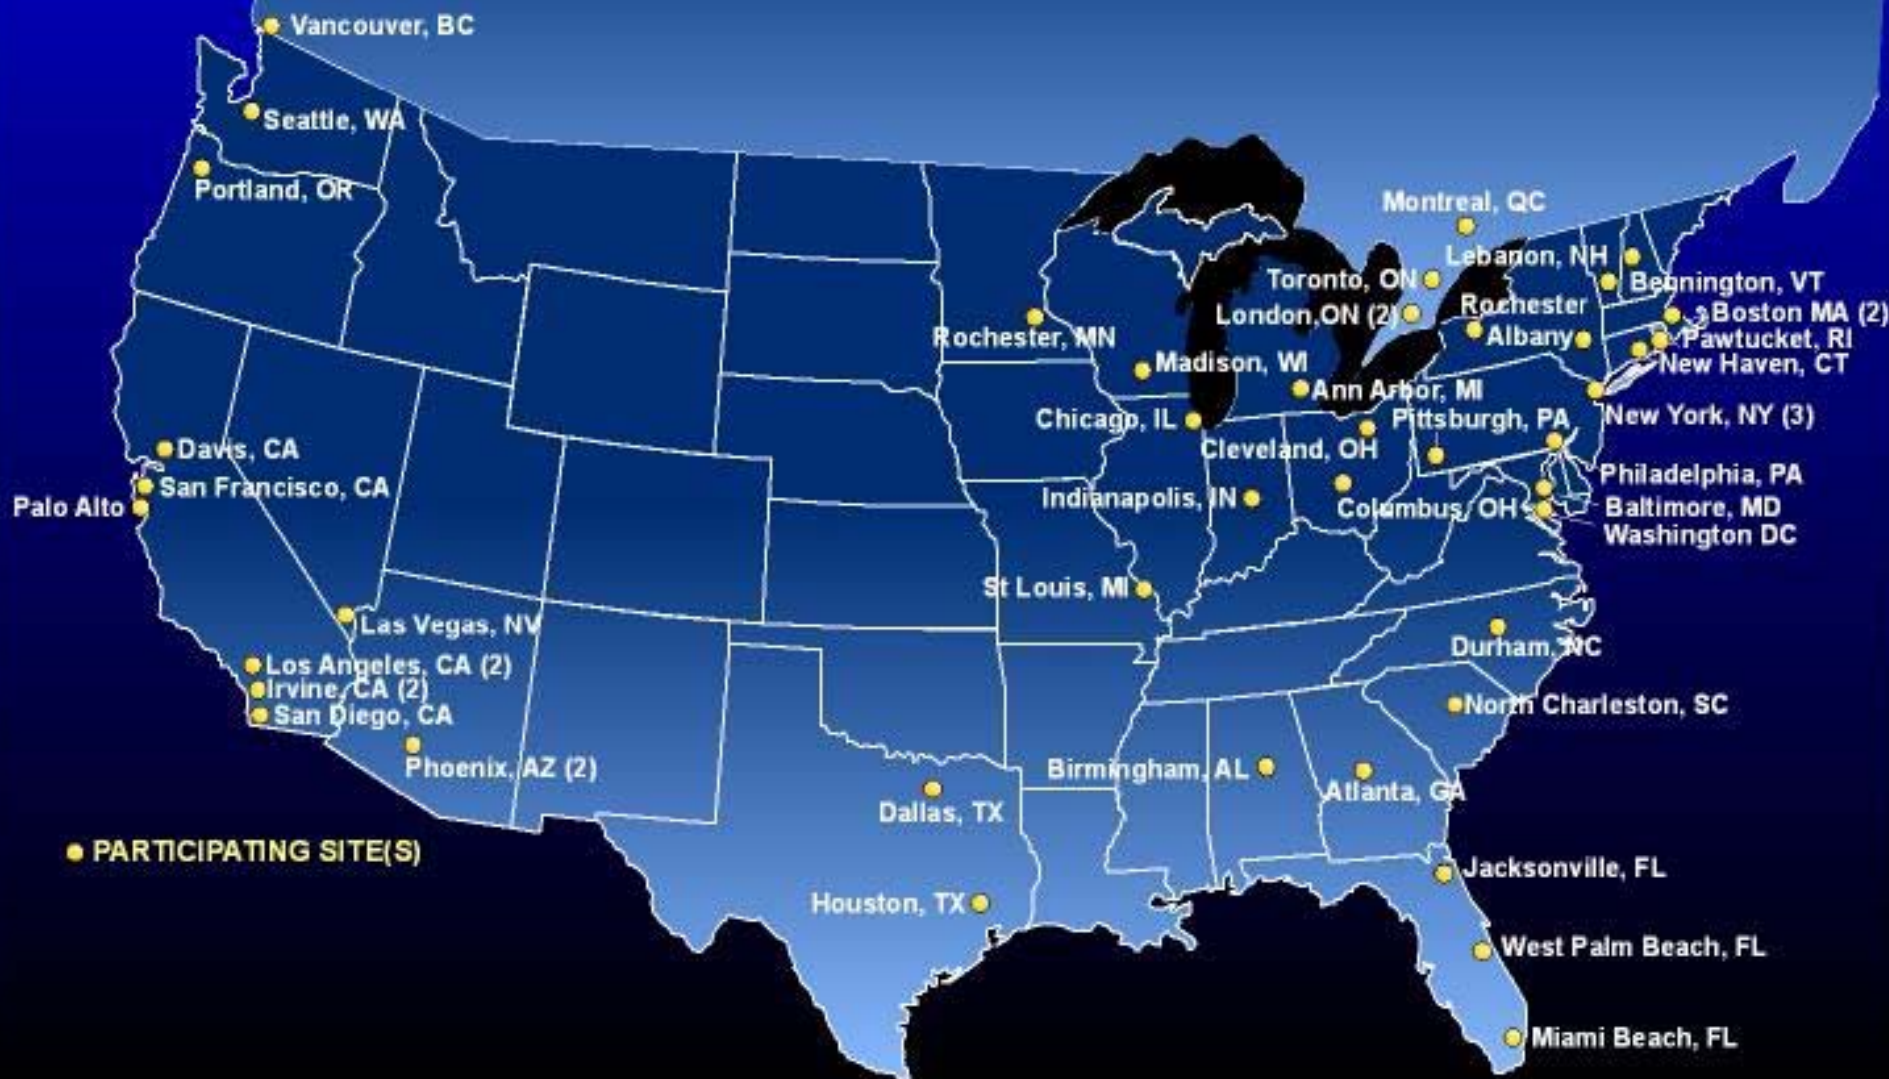 Vancouver, BC
Seattle, WA
Portland, OR
Montreal, QC
Lebanon, NH
Toronto, ON
Bennington, VT
London,ON (2)
Rochester
Boston MA (2)
Rochester, MN
Albany
Pawtucket, RI
Madison, WI
New Haven, CT
Ann Arbor, MI
Chicago, IL
Pittsburgh, PA
New York, NY (3)
Davis, CA
Cleveland, OH
Philadelphia, PA
San Francisco, CA
Indianapolis, IN
Palo Alto
Columbus, OH
Baltimore, MD
Washington DC
St Louis, MI
Las Vegas, NV
Durham, NC
Los Angeles, CA (2)
Irvine, CA (2)
San Diego, CA
North Charleston, SC
Phoenix, AZ (2)
Birmingham, AL
Atlanta, GA
Dallas, TX
PARTICIPATING SITE(S)
Jacksonville, FL
Houston, TX
West Palm Beach, FL
Miami Beach, FL